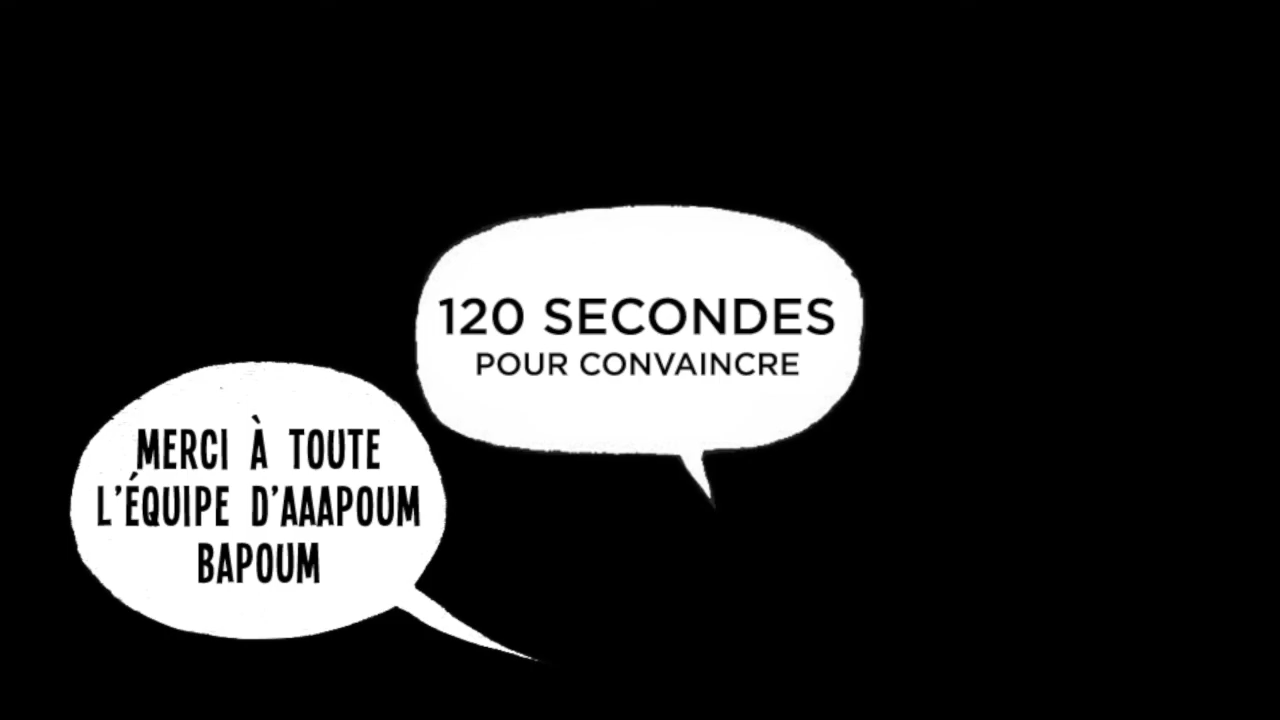 120 SECONDES
POUR CONVAINCRE
MERCI À TOUTE
L'ÉQUIPE D'AAAPOUM
BAPOUM